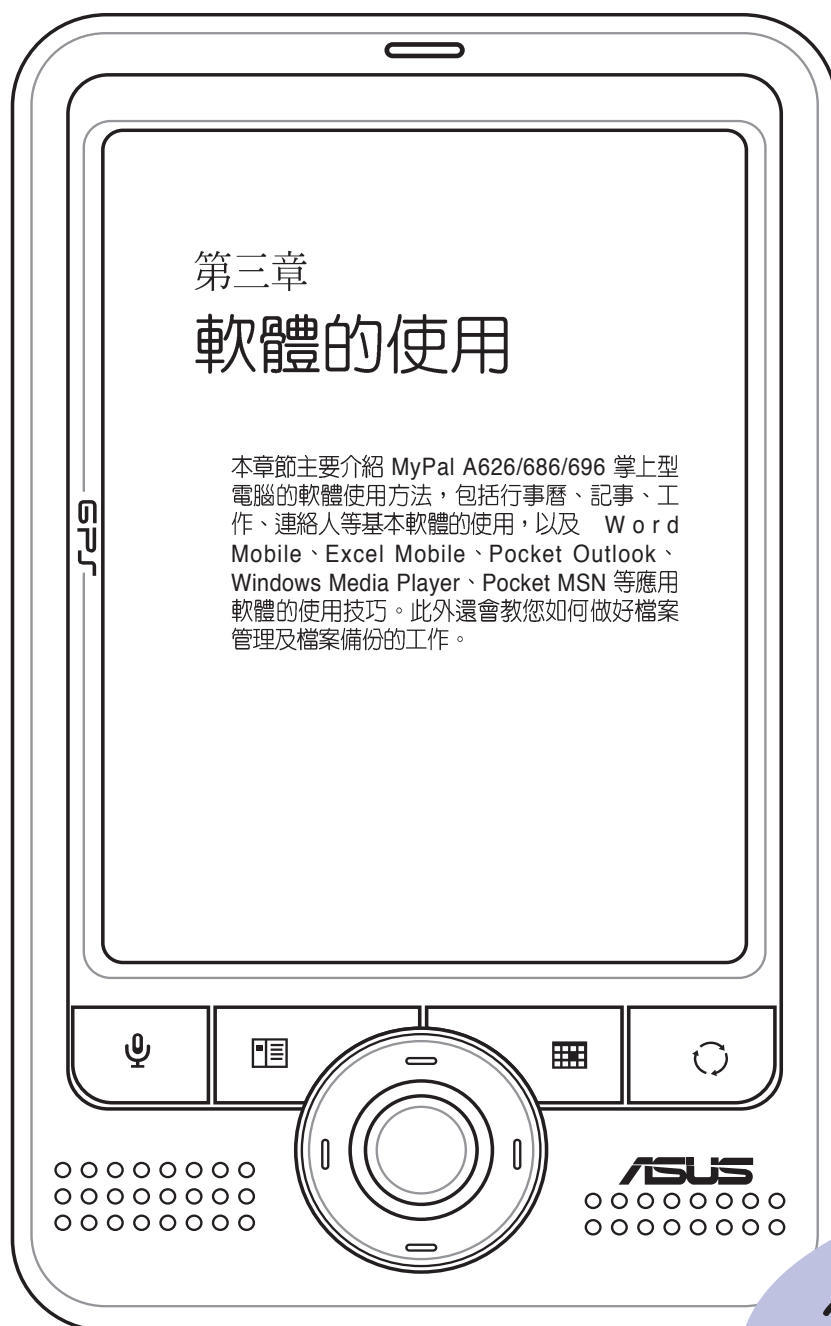 第三章
軟體的使用
本章節主要介紹 MyPal A626/686/696 掌上型
電腦的軟體使用方法，包括行事曆、記事、工
作、連絡人等基本軟體的使用，以及 Word
Mobile、Excel Mobile、Pocket Outlook、
Windows Media Player、Pocket MSN 等應用
軟體的使用技巧。此外還會教您如何做好檔案
管理及檔案備份的工作。
GPS
ASUS